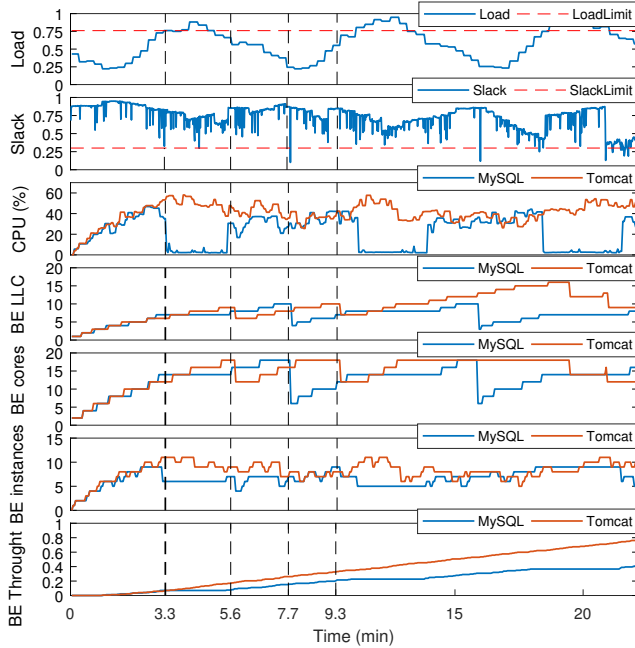 1
0.75
0.5
0.25
0
Load
Load LoadLimit
1
0.75
0.5
0.25
0
Slack
Slack SlackLimit
60
40
20
0
CPU (%)
MySQL Tomcat
20
15
10
5
0
BE LLC
MySQL Tomcat
20
15
10
5
0
BE cores
MySQL Tomcat
15
10
5
0
BE instances
MySQL Tomcat
1
0.8
0.6
0.4
0.2
0
BE Throught
MySQL Tomcat
0 3.3 5.6 7.7 9.3 15 20
Time (min)